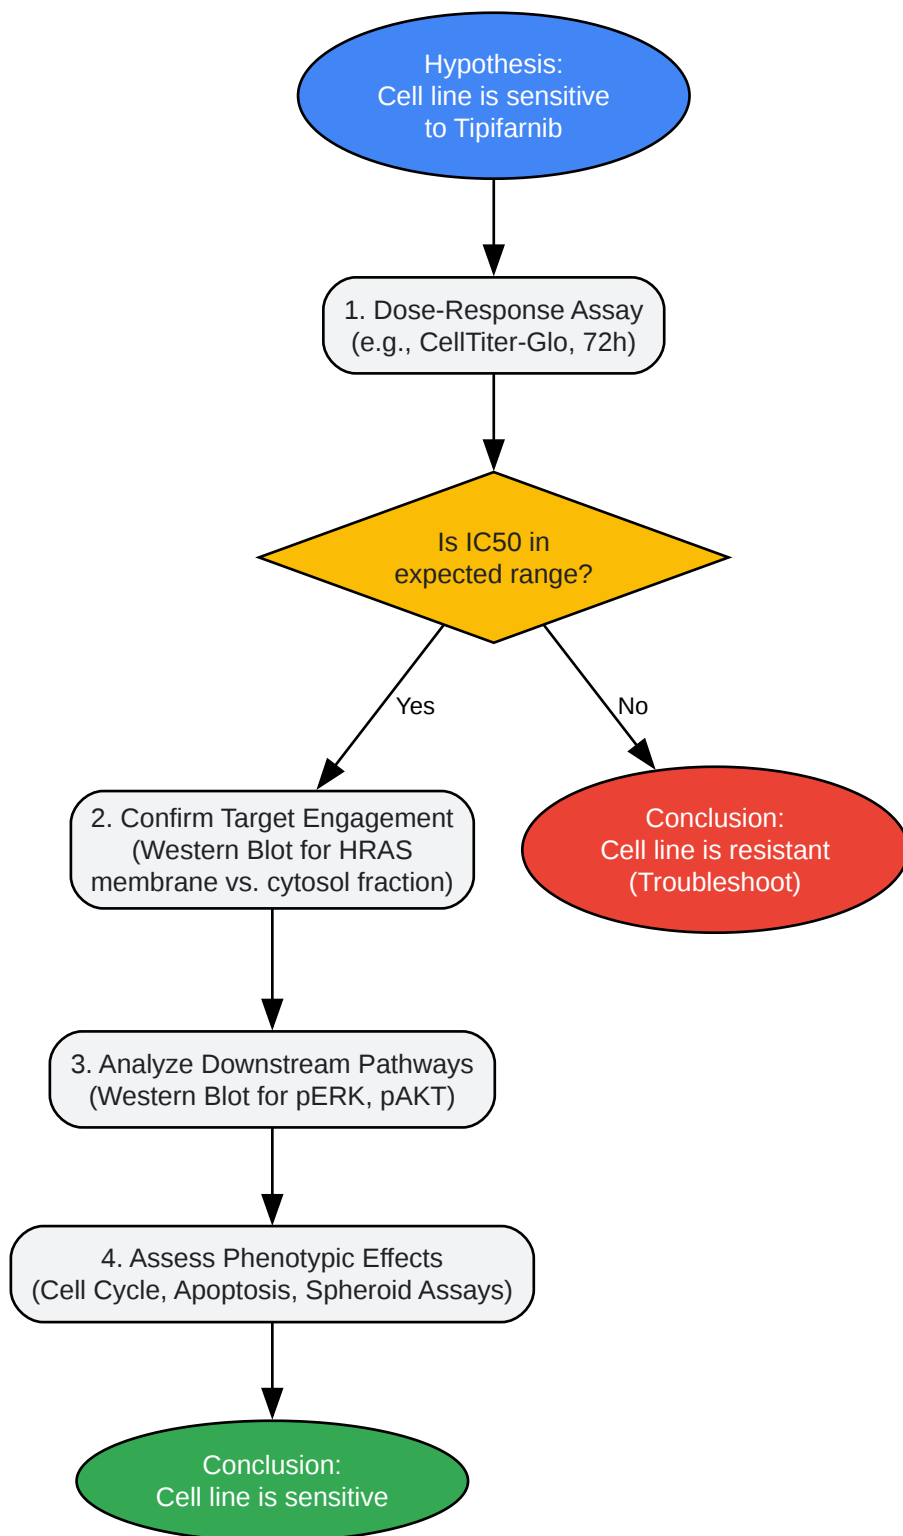 Hypothesis:
Cell line is sensitive
to Tipifarnib
1. Dose-Response Assay
(e.g., CellTiter-Glo, 72h)
Is IC50 in
expected range?
Yes
No
2. Confirm Target Engagement
(Western Blot for HRAS
membrane vs. cytosol fraction)
Conclusion:
Cell line is resistant
(Troubleshoot)
3. Analyze Downstream Pathways
(Western Blot for pERK, pAKT)
4. Assess Phenotypic Effects
(Cell Cycle, Apoptosis, Spheroid Assays)
Conclusion:
Cell line is sensitive